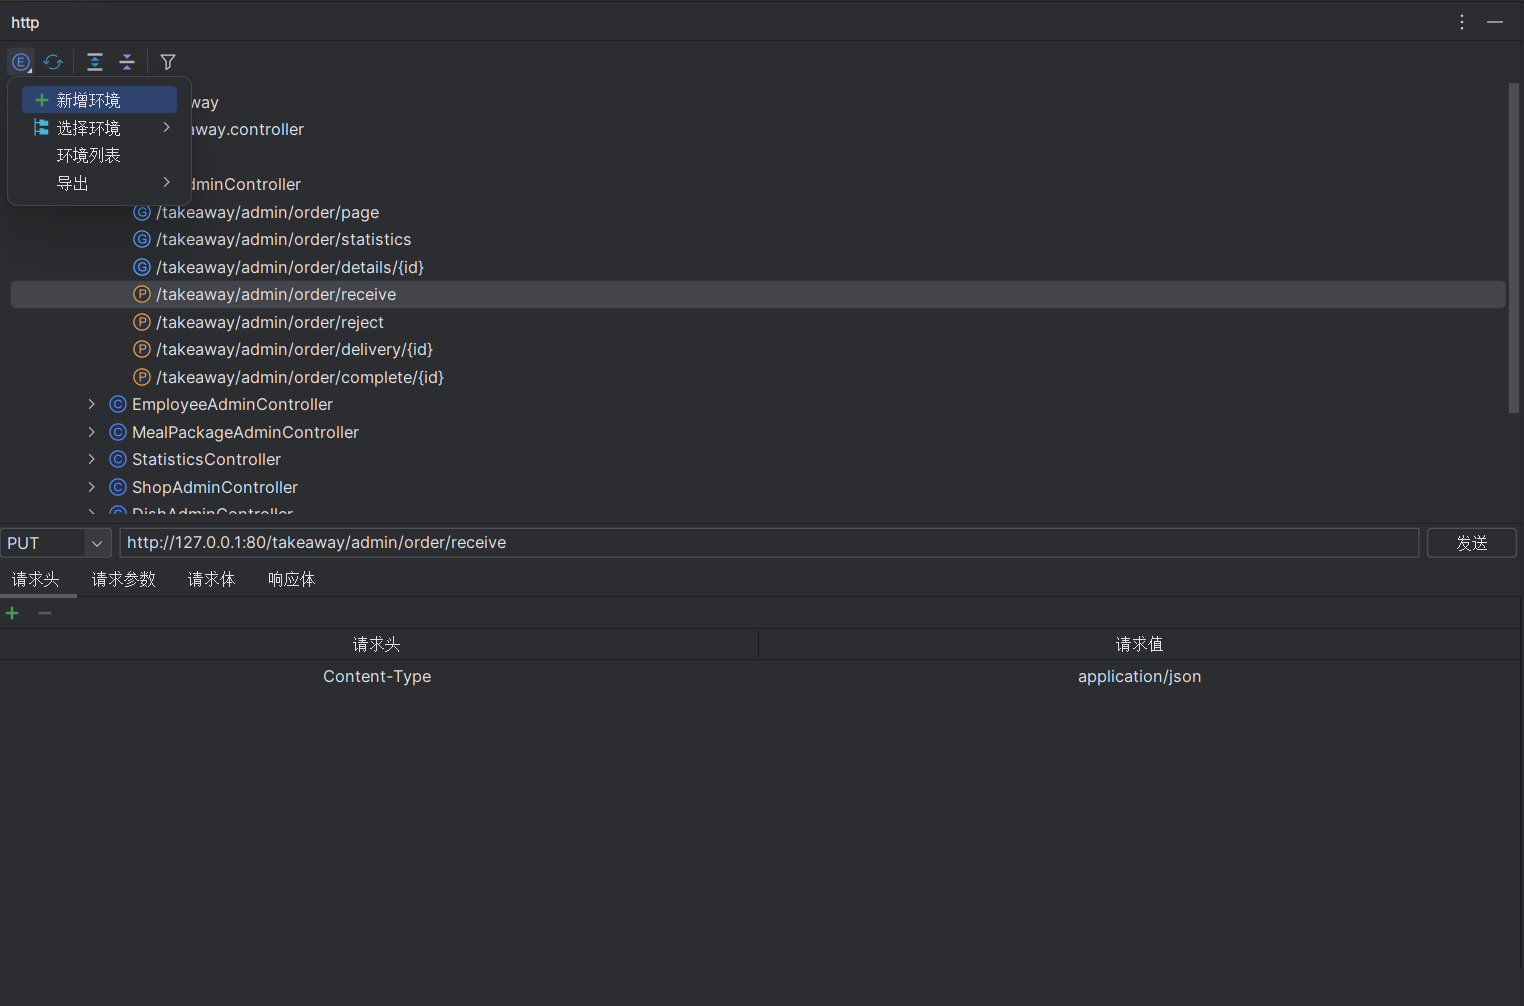 http
新增环境
选择环境
环境列表
导出
way
away.controller
dminController
/takeaway/admin/order/page
/takeaway/admin/order/statistics
/takeaway/admin/order/details/{id}
/takeaway/admin/order/receive
/takeaway/admin/order/reject
/takeaway/admin/order/delivery/{id}
/takeaway/admin/order/complete/{id}
EmployeeAdminController
MealPackageAdminController
StatisticsController
ShopAdminController
DishAdminController
PUT http://127.0.0.1:80/takeaway/admin/order/receive 发送
请求头 请求参数 请求体 响应体
请求头 请求值
Content-Type application/json